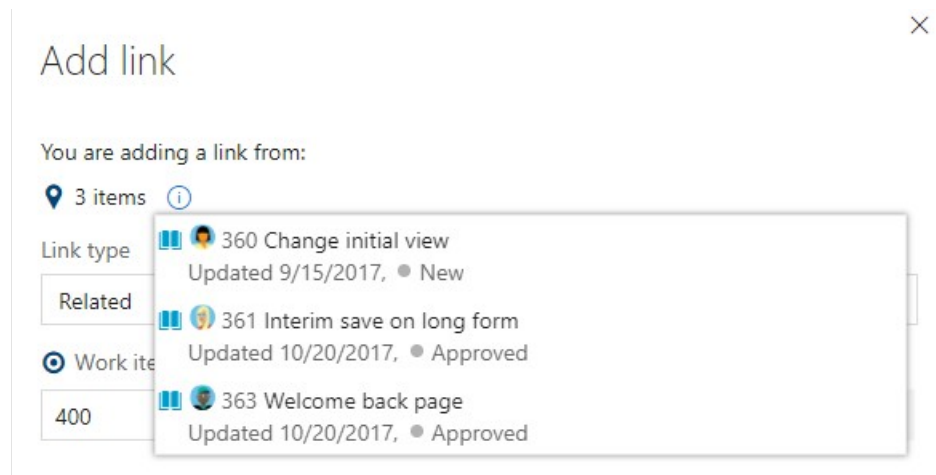 Add link
You are adding a link from:
3 items
360 Change initial view
Link type
Updated 9/15/2017, New
Related
361 Interim save on long form
Updated 10/20/2017, Approved
Work ite
400
363 Welcome back page
Updated 10/20/2017, Approved